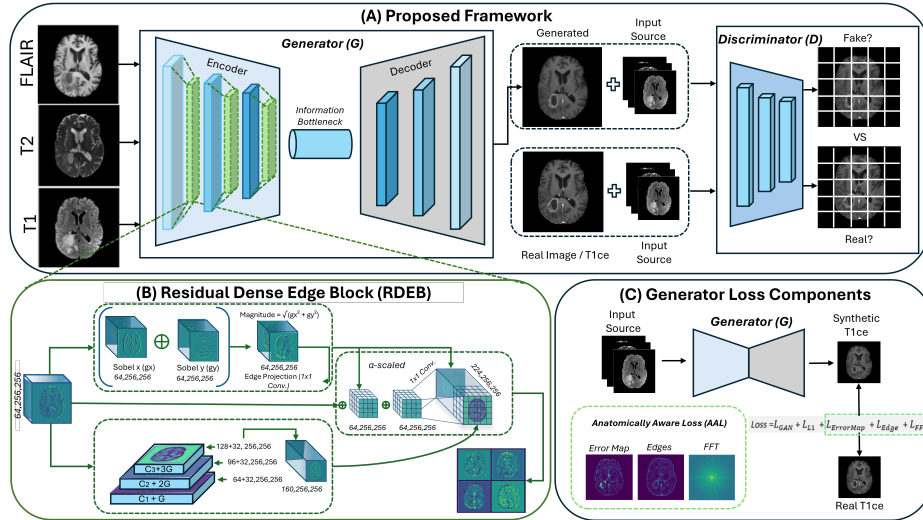 (A) Proposed Framework
FLAIR
T2
T1
Generator (G)
Encoder
Information
Bottleneck
Decoder
Generated
Input
Source
Real Image / T1ce
Input
Source
Discriminator (D)
Fake?
VS
Real?
(B) Residual Dense Edge Block (RDEB)
64,256,256
Sobel x (gx)
64,256,256
Sobel y (gy)
64,256,256
Magnitude = √(gx² + gy²)
64,256,256
Edge Projection (1x1
Conv.)
α-scaled
1x1 Conv.
224,256,256
64,256,256
64,256,256
128+32, 256,256
96+32,256,256
64+32,256,256
C3+3G
C2 + 2G
C1 + G
160,256,256
(C) Generator Loss Components
Input
Source
Generator (G)
Synthetic
T1ce
Anatomically Aware Loss (AAL)
Error Map
Edges
FFT
Loss =L_GAN + L_L1 + L_ErrorMap + L_Edge + L_FF
Real T1ce